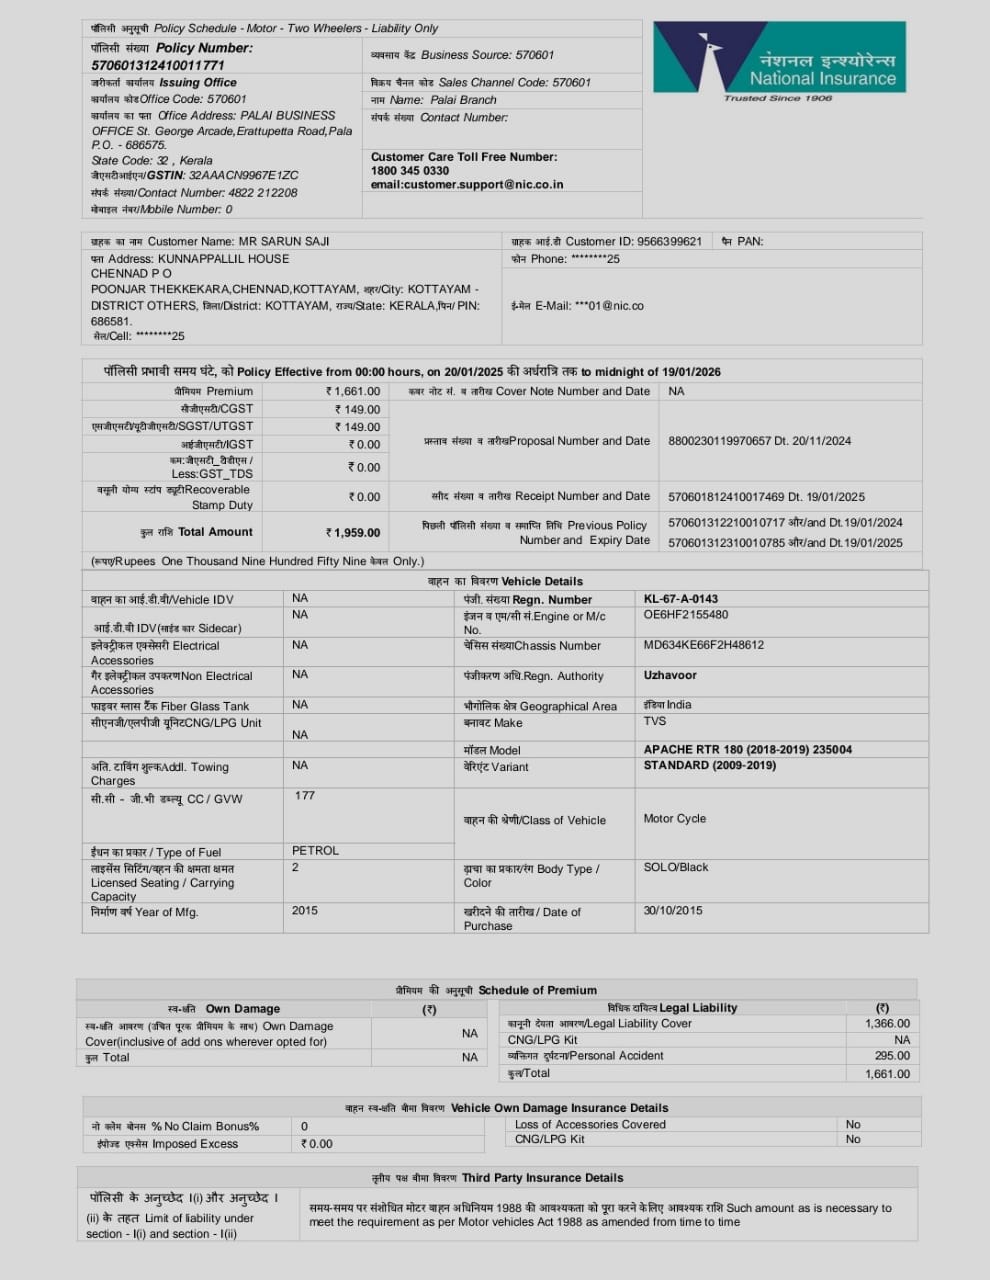 पॉलिसी अनुसूची Policy Schedule - Motor - Two Wheelers - Liability Only
पॉलिसी संख्या Policy Number:
570601312410011771
व्यवसाय केंद्र Business Source: 570601
जारीकर्ता कार्यालय Issuing Office
विक्रय चैनल कोड Sales Channel Code: 570601
कार्यालय कोडOffice Code: 570601
नाम Name: Palai Branch
कार्यालय का पता Office Address: PALAI BUSINESS
OFFICE St. George Arcade,Erattupetta Road,Pala
P.O. - 686575.
संपर्क संख्या Contact Number:
State Code: 32 , Kerala
जीएसटीआईएन/GSTIN: 32AAACN9967E1ZC
संपर्क संख्या/Contact Number: 4822 212208
मोबाइल नंबर/Mobile Number: 0
Customer Care Toll Free Number:
1800 345 0330
email:customer.support@nic.co.in
नेशनल इन्श्योरेन्स
National Insurance
Trusted Since 1906
ग्राहक का नाम Customer Name: MR SARUN SAJI
ग्राहक आई.डी Customer ID: 9566399621
पैन PAN:
पता Address: KUNNAPPALLIL HOUSE
CHENNAD P O
POONJAR THEKKEKARA,CHENNAD,KOTTAYAM, शहर/City: KOTTAYAM -
DISTRICT OTHERS, जिला/District: KOTTAYAM, राज्य/State: KERALA,पिन/ PIN:
686581.
सेल/Cell: ********25
फोन Phone: ********25
ई-मेल E-Mail: ***01@nic.co
पॉलिसी प्रभावी समय घंटे, को Policy Effective from 00:00 hours, on 20/01/2025 की अर्धरात्रि तक to midnight of 19/01/2026
प्रीमियम Premium ₹ 1,661.00
कवर नोट सं. व तारीख Cover Note Number and Date NA
सीजीएसटी/CGST ₹ 149.00
एसजीएसटी/यूटीजीएसटी/SGST/UTGST ₹ 149.00
आईजीएसटी/IGST ₹ 0.00
प्रस्ताव संख्या व तारीखProposal Number and Date 8800230119970657 Dt. 20/11/2024
कम:जीएसटी_टीडीएस /
Less:GST_TDS ₹ 0.00
वसूली योग्य स्टांप ड्यूटीRecoverable
Stamp Duty ₹ 0.00
रसीद संख्या व तारीख Receipt Number and Date 570601812410017469 Dt. 19/01/2025
कुल राशि Total Amount ₹ 1,959.00
पिछली पॉलिसी संख्या व समाप्ति तिथि Previous Policy
Number and Expiry Date
570601312210010717 और/and Dt.19/01/2024
570601312310010785 और/and Dt.19/01/2025
(रूपए/Rupees One Thousand Nine Hundred Fifty Nine केवल Only.)
वाहन का विवरण Vehicle Details
वाहन का आई.डी.वी/Vehicle IDV NA
पंजी. संख्या Regn. Number KL-67-A-0143
आई.डी.वी IDV(साईड कार Sidecar) NA
इंजन व एम/सी सं.Engine or M/c
No. OE6HF2155480
इलेक्ट्रीकल एक्सेसरी Electrical
Accessories NA
चेसिस संख्याChassis Number MD634KE66F2H48612
गैर इलेक्ट्रीकल उपकरणNon Electrical
Accessories NA
पंजीकरण अधि.Regn. Authority Uzhavoor
फाइबर ग्लास टैंक Fiber Glass Tank NA
भौगोलिक क्षेत्र Geographical Area इंडिया India
सीएनजी/एलपीजी यूनिटCNG/LPG Unit NA
बनावट Make TVS
मॉडल Model APACHE RTR 180 (2018-2019) 235004
अति. टाविंग शुल्कAddl. Towing
Charges NA
वेरिएंट Variant STANDARD (2009-2019)
सी.सी - जी.भी डब्ल्यू CC / GVW 177
वाहन की श्रेणी/Class of Vehicle Motor Cycle
ईंधन का प्रकार / Type of Fuel PETROL
लाइसेंस सिटिंग/वहन की क्षमता क्षमत
Licensed Seating / Carrying
Capacity 2
ढ़ाचा का प्रकार/रंग Body Type /
Color SOLO/Black
निर्माण वर्ष Year of Mfg. 2015
खरीदने की तारीख / Date of
Purchase 30/10/2015
प्रीमियम की अनुसूची Schedule of Premium
स्व-क्षति Own Damage (₹)
विधिक दायित्व Legal Liability (₹)
स्व-क्षति आवरण (उचित पूरक प्रीमियम के साथ) Own Damage
Cover(inclusive of add ons wherever opted for) NA
कानूनी देयता आवरण/Legal Liability Cover 1,366.00
CNG/LPG Kit NA
कुल Total NA
व्यक्तिगत दुर्घटना/Personal Accident 295.00
कुल/Total 1,661.00
वाहन स्व-क्षति बीमा विवरण Vehicle Own Damage Insurance Details
नो क्लेम बोनस % No Claim Bonus% 0
Loss of Accessories Covered No
ईंपोज्ड एक्सेस Imposed Excess ₹ 0.00
CNG/LPG Kit No
तृतीय पक्ष बीमा विवरण Third Party Insurance Details
पॉलिसी के अनुच्छेद I(i) और अनुच्छेद I
(ii) के तहत Limit of liability under
section - I(i) and section - I(ii)
समय-समय पर संशोधित मोटर वाहन अधिनियम 1988 की आवश्यकता को पूरा करने केलिए आवश्यक राशि Such amount as is necessary to
meet the requirement as per Motor vehicles Act 1988 as amended from time to time